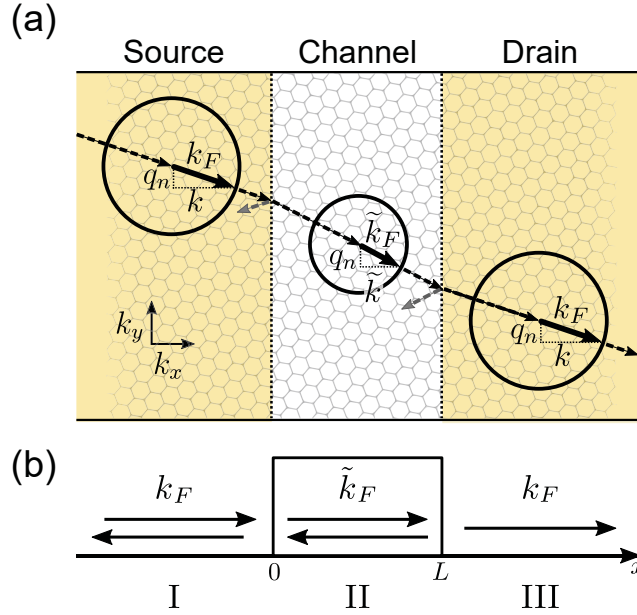 (a)
Source Channel Drain
k_F
q_n
k
k̃_F
q_n
k̃
k_F
q_n
k
k_y
k_x
(b)
k_F k̃_F k_F
0 L x
I II III